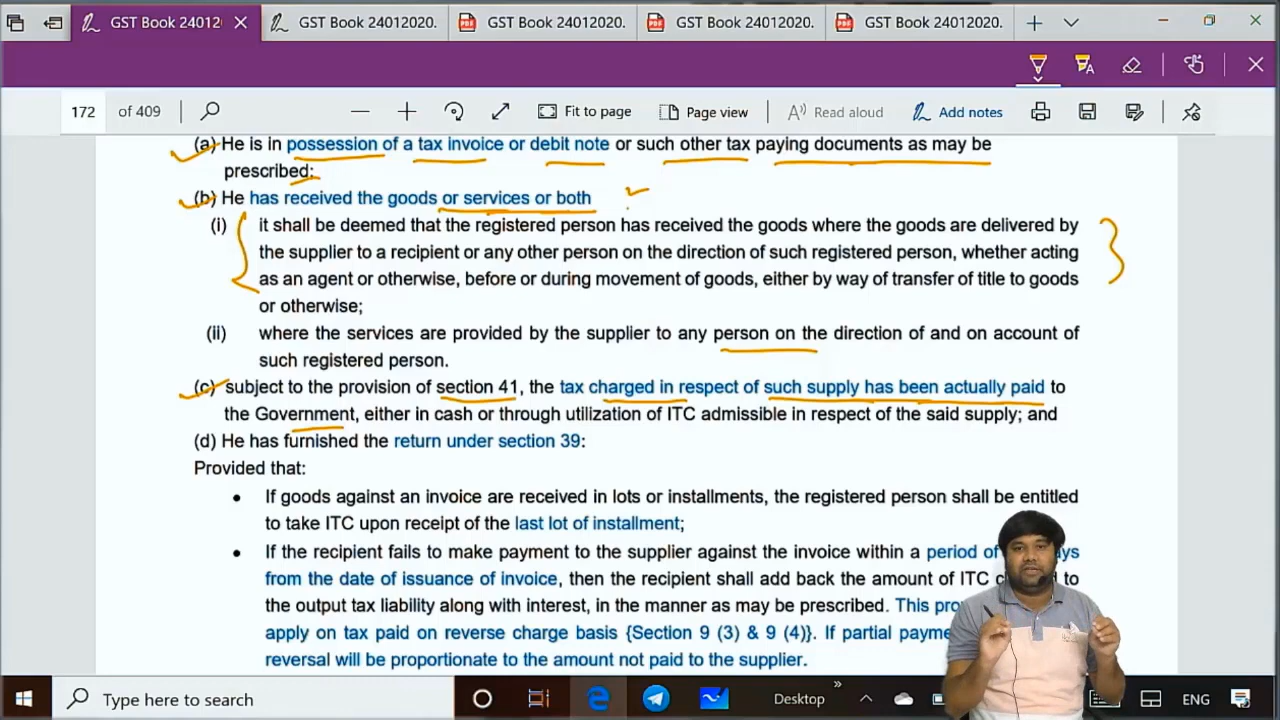 GST Book 24012
GST Book 24012020.
GST Book 24012020.
GST Book 24012020.
GST Book 24012020.
172 of 409
Fit to page
Page view
Read aloud
Add notes
(a) He is in possession of a tax invoice or debit note or such other tax paying documents as may be
prescribed;
(b) He has received the goods or services or both
(i) it shall be deemed that the registered person has received the goods where the goods are delivered by
the supplier to a recipient or any other person on the direction of such registered person, whether acting
as an agent or otherwise, before or during movement of goods, either by way of transfer of title to goods
or otherwise;
(ii) where the services are provided by the supplier to any person on the direction of and on account of
such registered person.
(c) subject to the provision of section 41, the tax charged in respect of such supply has been actually paid to
the Government, either in cash or through utilization of ITC admissible in respect of the said supply; and
(d) He has furnished the return under section 39:
Provided that:
• If goods against an invoice are received in lots or installments, the registered person shall be entitled
to take ITC upon receipt of the last lot of installment;
• If the recipient fails to make payment to the supplier against the invoice within a period of
from the date of issuance of invoice, then the recipient shall add back the amount of ITC to
the output tax liability along with interest, in the manner as may be prescribed. This
apply on tax paid on reverse charge basis {Section 9 (3) & 9 (4)}. If partial
reversal will be proportionate to the amount not paid to the supplier.
Type here to search
Desktop
»
ENG